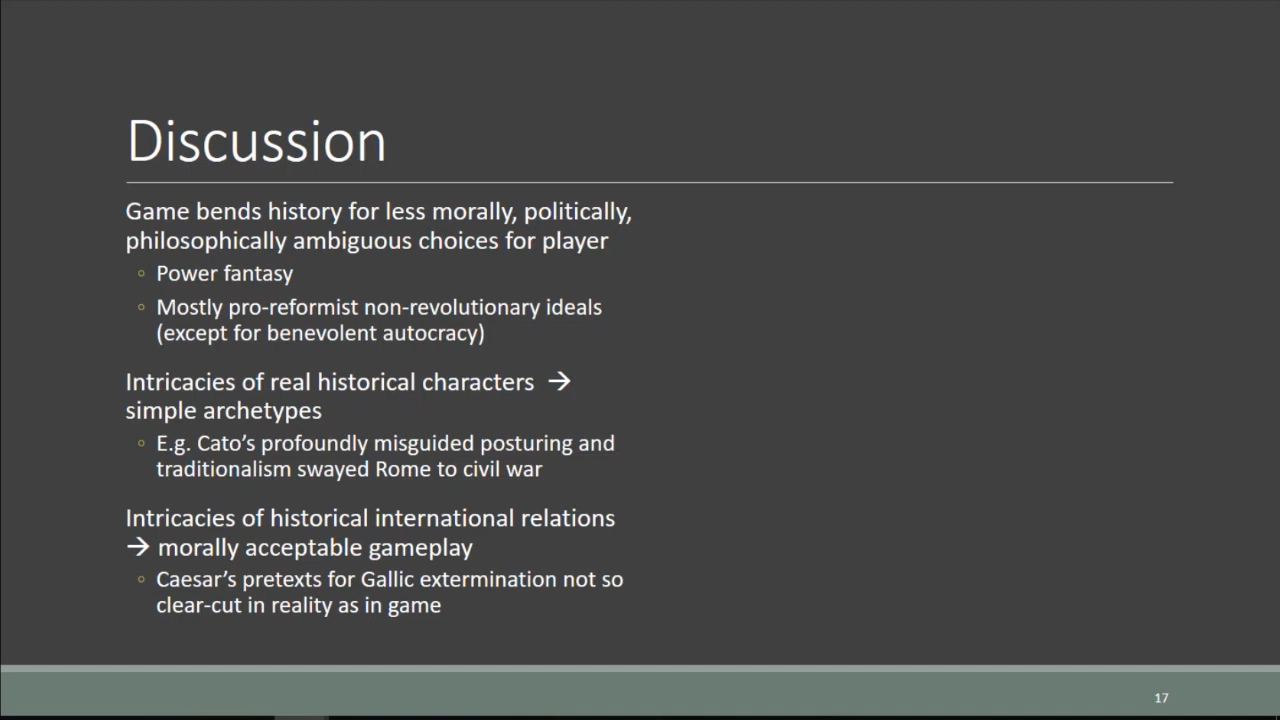 Discussion
Game bends history for less morally, politically,
philosophically ambiguous choices for player
◦ Power fantasy
◦ Mostly pro-reformist non-revolutionary ideals
(except for benevolent autocracy)
Intricacies of real historical characters →
simple archetypes
◦ E.g. Cato’s profoundly misguided posturing and
traditionalism swayed Rome to civil war
Intricacies of historical international relations
→ morally acceptable gameplay
◦ Caesar’s pretexts for Gallic extermination not so
clear-cut in reality as in game
17